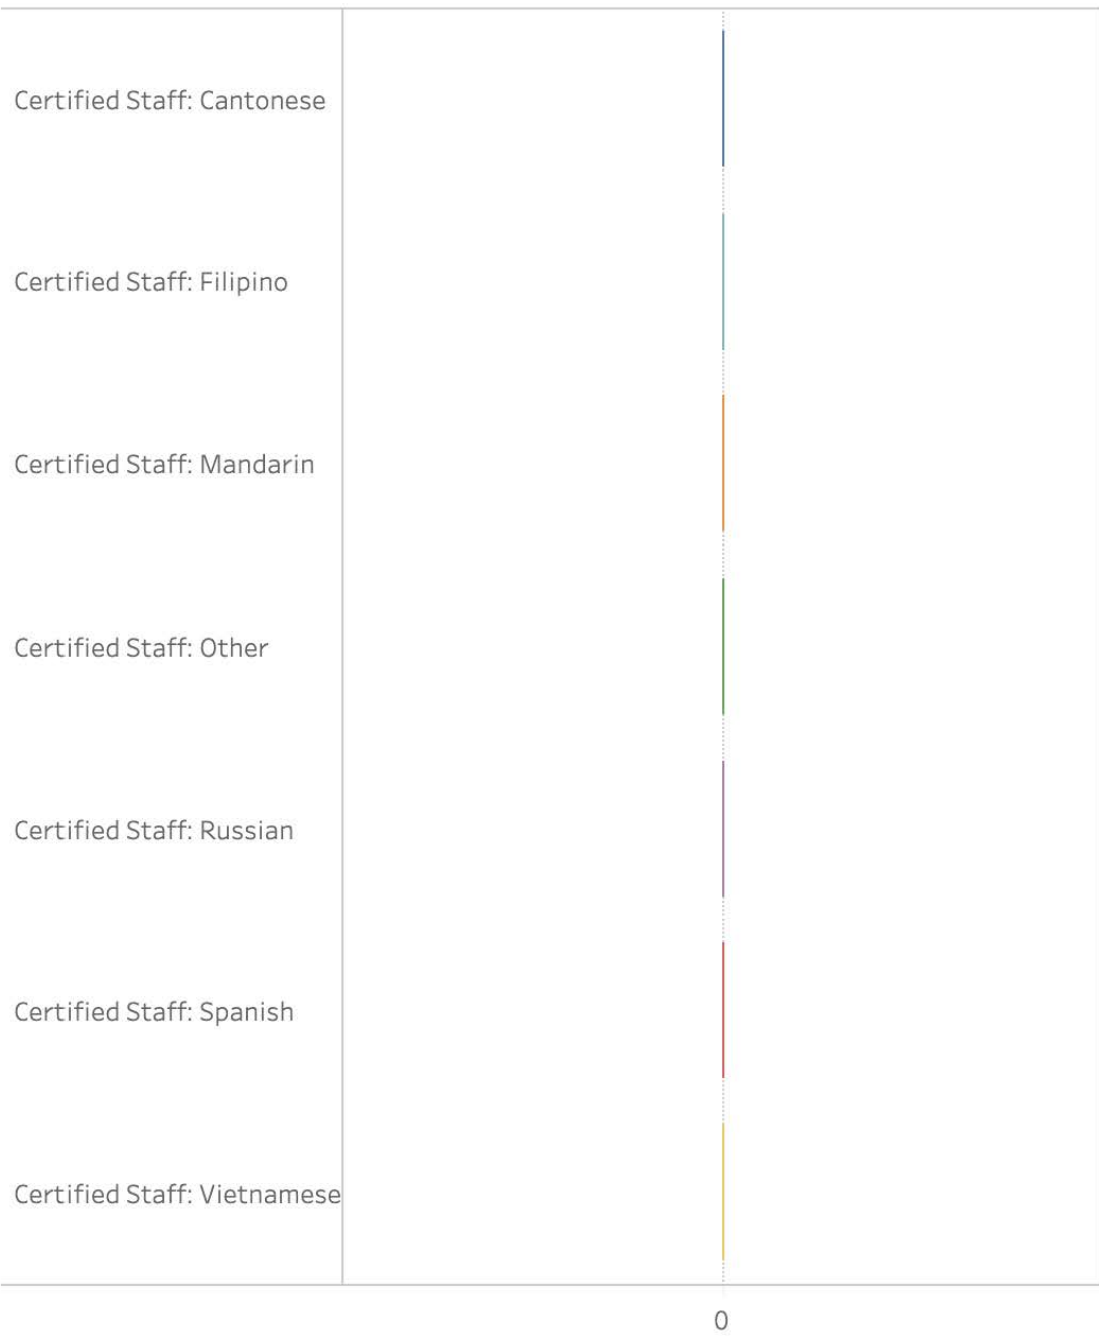 Certified Staff: Cantonese
Certified Staff: Filipino
Certified Staff: Mandarin
Certified Staff: Other
Certified Staff: Russian
Certified Staff: Spanish
Certified Staff: Vietnamese
0